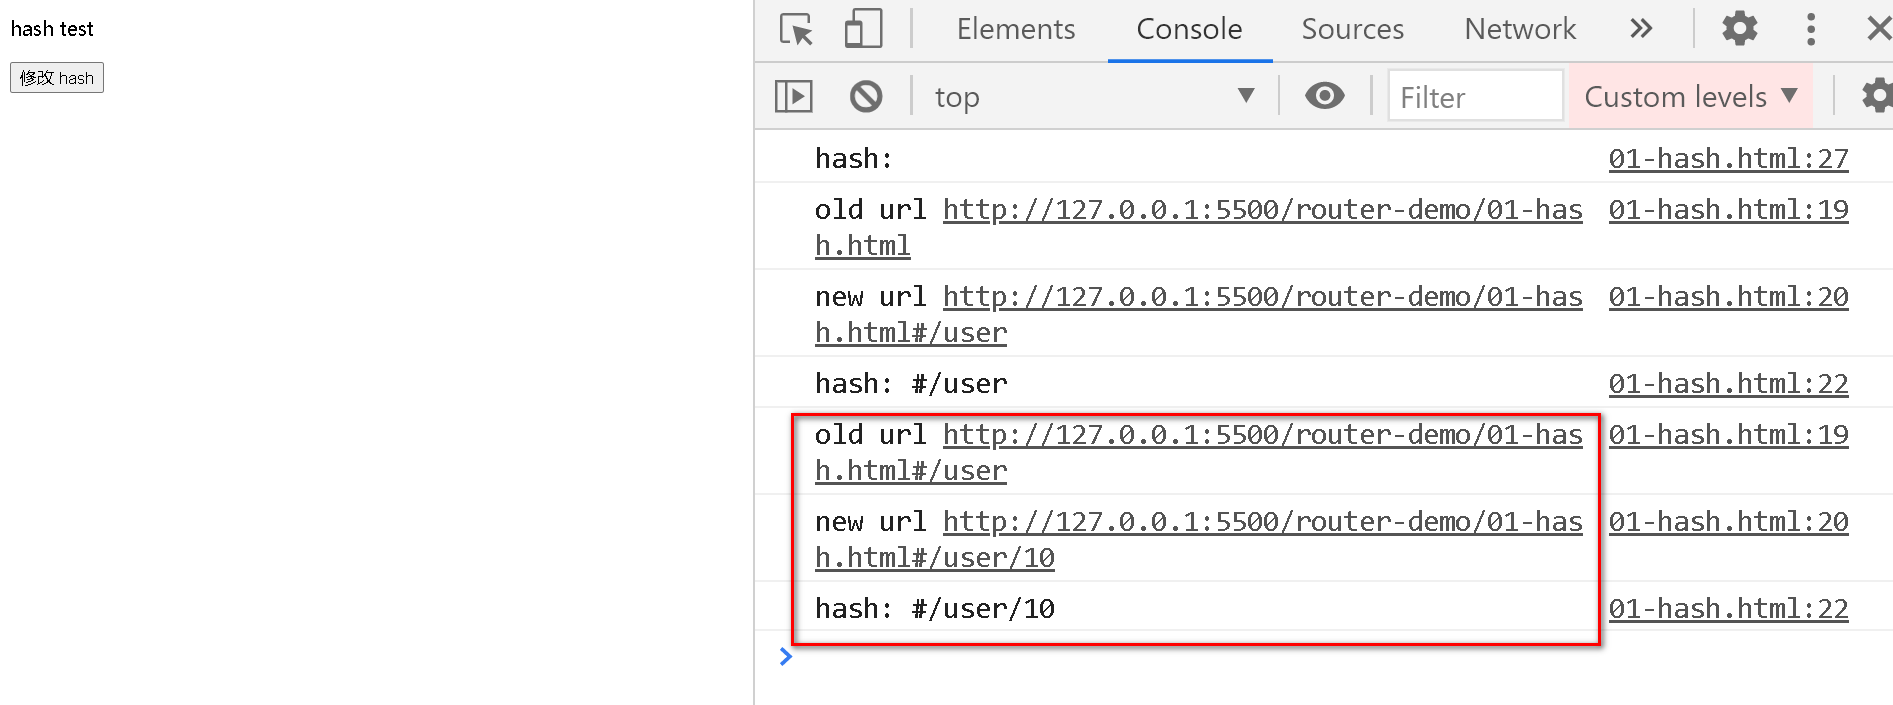 hash test
修改 hash
Elements Console Sources Network
top Filter Custom levels
hash: 01-hash.html:27
old url http://127.0.0.1:5500/router-demo/01-has 01-hash.html:19
h.html
new url http://127.0.0.1:5500/router-demo/01-has 01-hash.html:20
h.html#/user
hash: #/user 01-hash.html:22
old url http://127.0.0.1:5500/router-demo/01-has 01-hash.html:19
h.html#/user
new url http://127.0.0.1:5500/router-demo/01-has 01-hash.html:20
h.html#/user/10
hash: #/user/10 01-hash.html:22